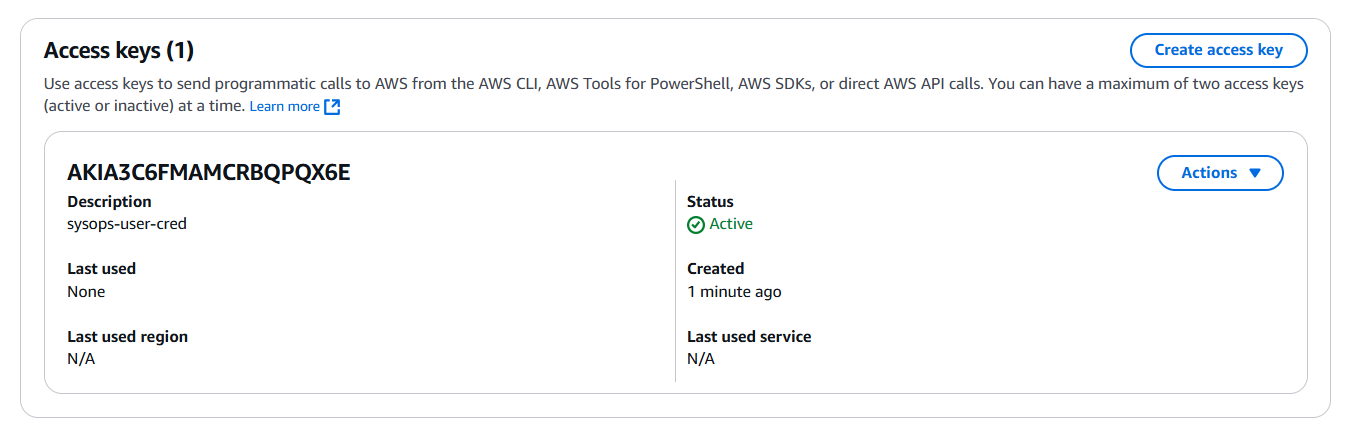 Access keys (1)
Create access key
Use access keys to send programmatic calls to AWS from the AWS CLI, AWS Tools for PowerShell, AWS SDKs, or direct AWS API calls. You can have a maximum of two access keys
(active or inactive) at a time. Learn more
AKIA3C6FMAMCRBQPQX6E
Actions
Description
sysops-user-cred
Status
Active
Last used
None
Created
1 minute ago
Last used region
N/A
Last used service
N/A